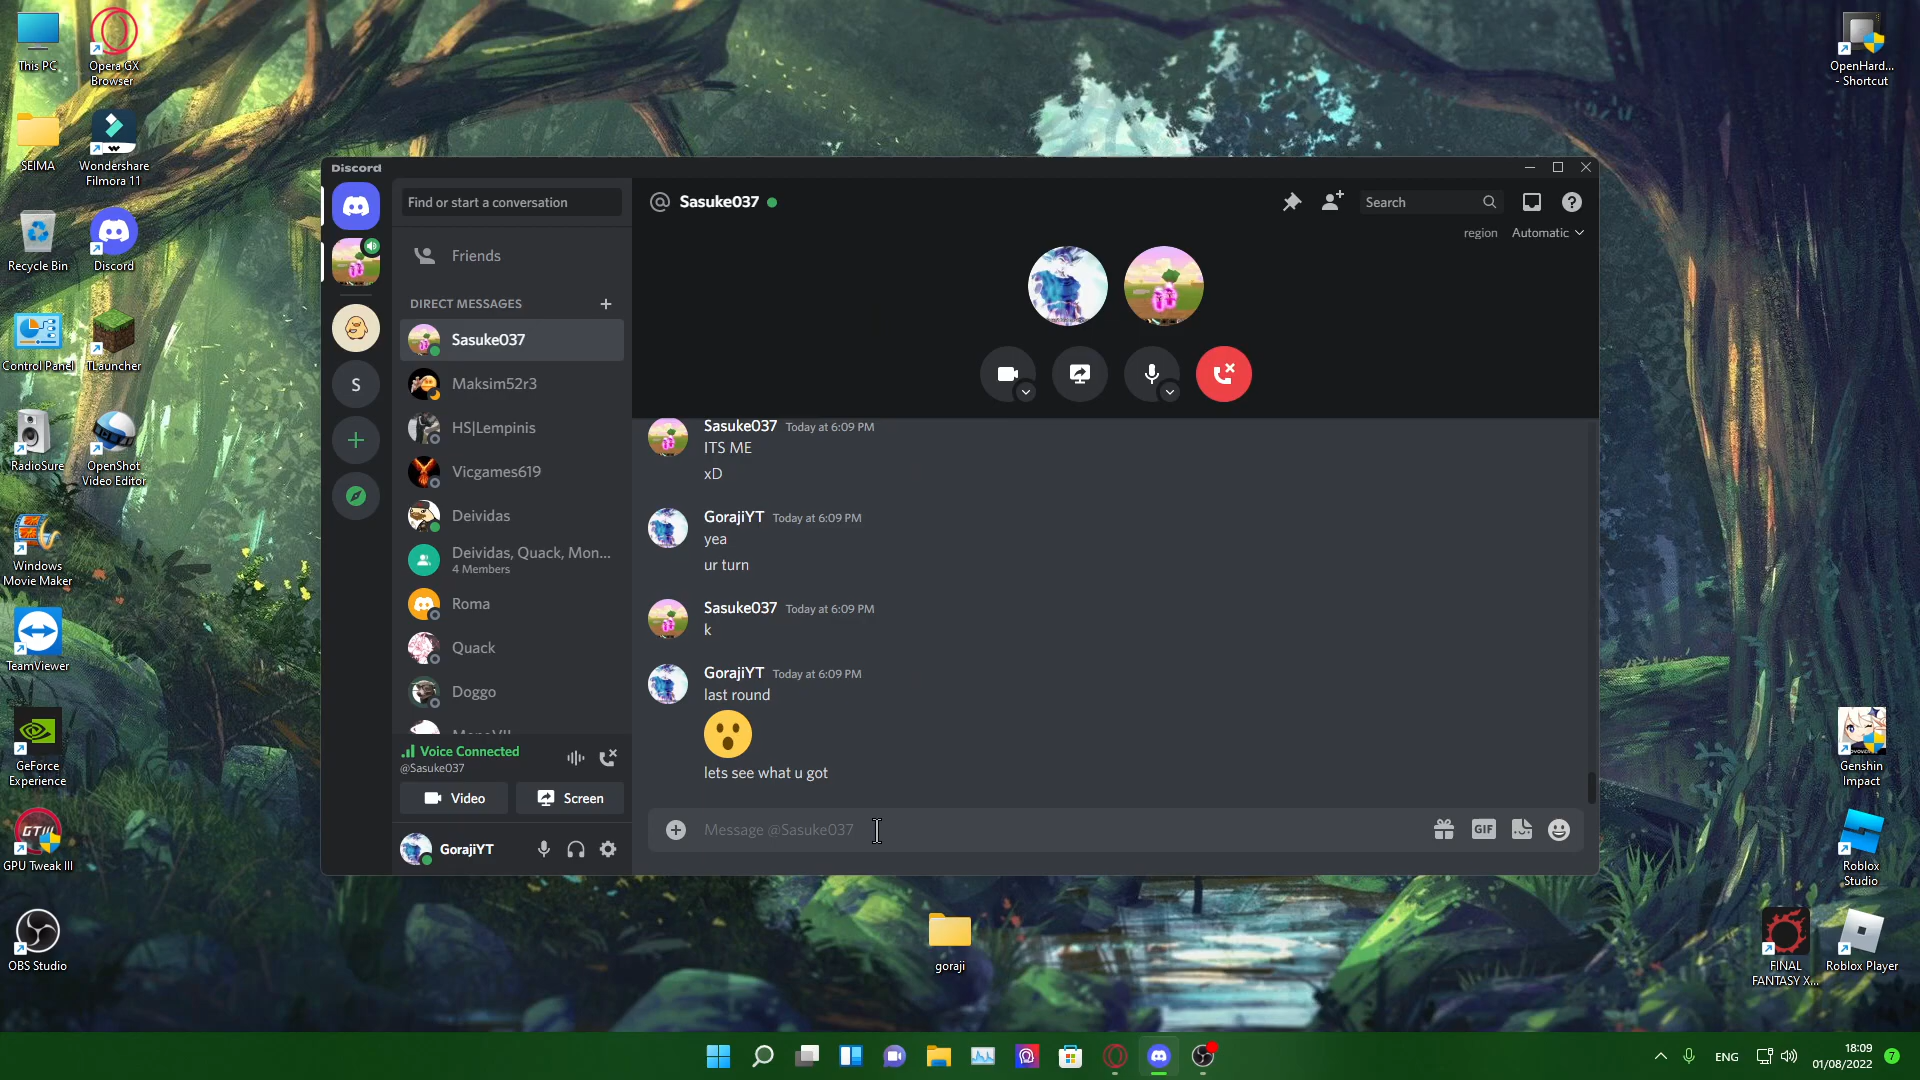 This PC
Opera GX
Browser
OpenHard...
- Shortcut
SEIMA
Wondershare
Filmora 11
Recycle Bin
Discord
Control Panel
TLauncher
RadioSure
OpenShot
Video Editor
Windows
Movie Maker
TeamViewer
GeForce
Experience
GPU Tweak III
OBS Studio
Discord
Find or start a conversation
Friends
DIRECT MESSAGES
Sasuke037
Maksim52r3
HS|Lempinis
Vicgames619
Deividas
Deividas, Quack, Mon...
4 Members
Roma
Quack
Doggo
S
Voice Connected
@Sasuke037
Video
Screen
GorajiYT
Sasuke037
Search
region Automatic
Sasuke037 Today at 6:09 PM
ITS ME
xD
GorajiYT Today at 6:09 PM
yea
ur turn
Sasuke037 Today at 6:09 PM
k
GorajiYT Today at 6:09 PM
last round
lets see what u got
Message @Sasuke037
GIF
goraji
Genshin
Impact
Roblox
Studio
FINAL
FANTASY X...
Roblox Player
ENG
18:09
01/08/2022
7